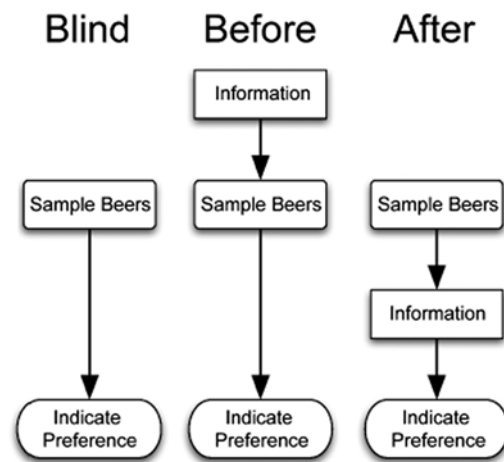 Blind Before After
Information
Sample Beers Sample Beers Sample Beers
Information
Indicate Indicate Indicate
Preference Preference Preference